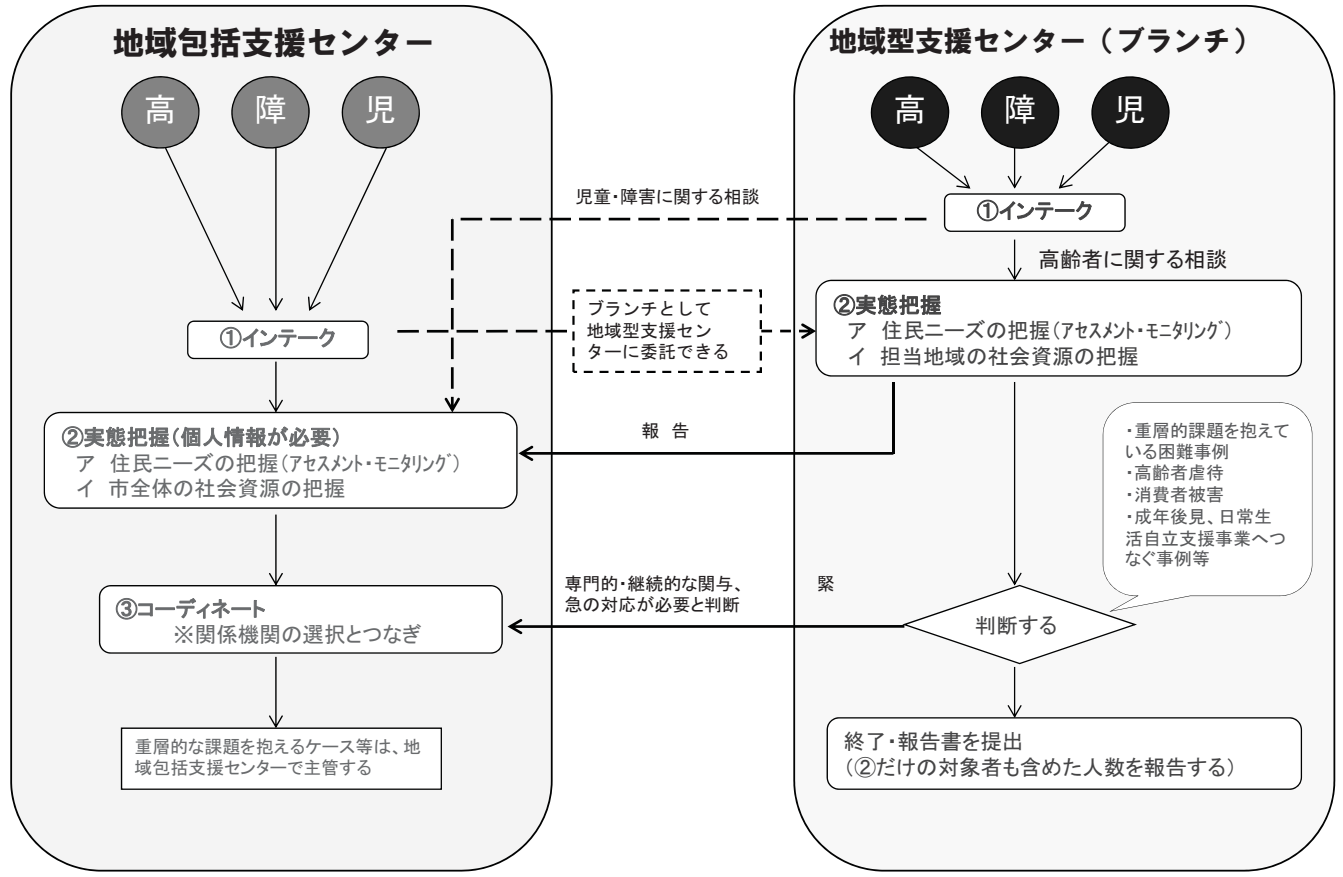 地域包括支援センター
高 障 児
①インテーク
②実態把握(個人情報が必要)
ア 住民ニーズの把握(アセスメント・モニタリング)
イ 市全体の社会資源の把握
③コーディネート
※関係機関の選択とつなぎ
重層的な課題を抱えるケース等は、地
域包括支援センターで主管する
児童・障害に関する相談
ブランチとして
地域型支援セン
ターに委託できる
報 告
専門的・継続的な関与、 緊
急の対応が必要と判断
地域型支援センター(ブランチ)
高 障 児
①インテーク
高齢者に関する相談
②実態把握
ア 住民ニーズの把握(アセスメント・モニタリング)
イ 担当地域の社会資源の把握
・重層的課題を抱えて
いる困難事例
・高齢者虐待
・消費者被害
・成年後見、日常生
活自立支援事業へつ
なぐ事例等
判断する
終了・報告書を提出
(②だけの対象者も含めた人数を報告する)